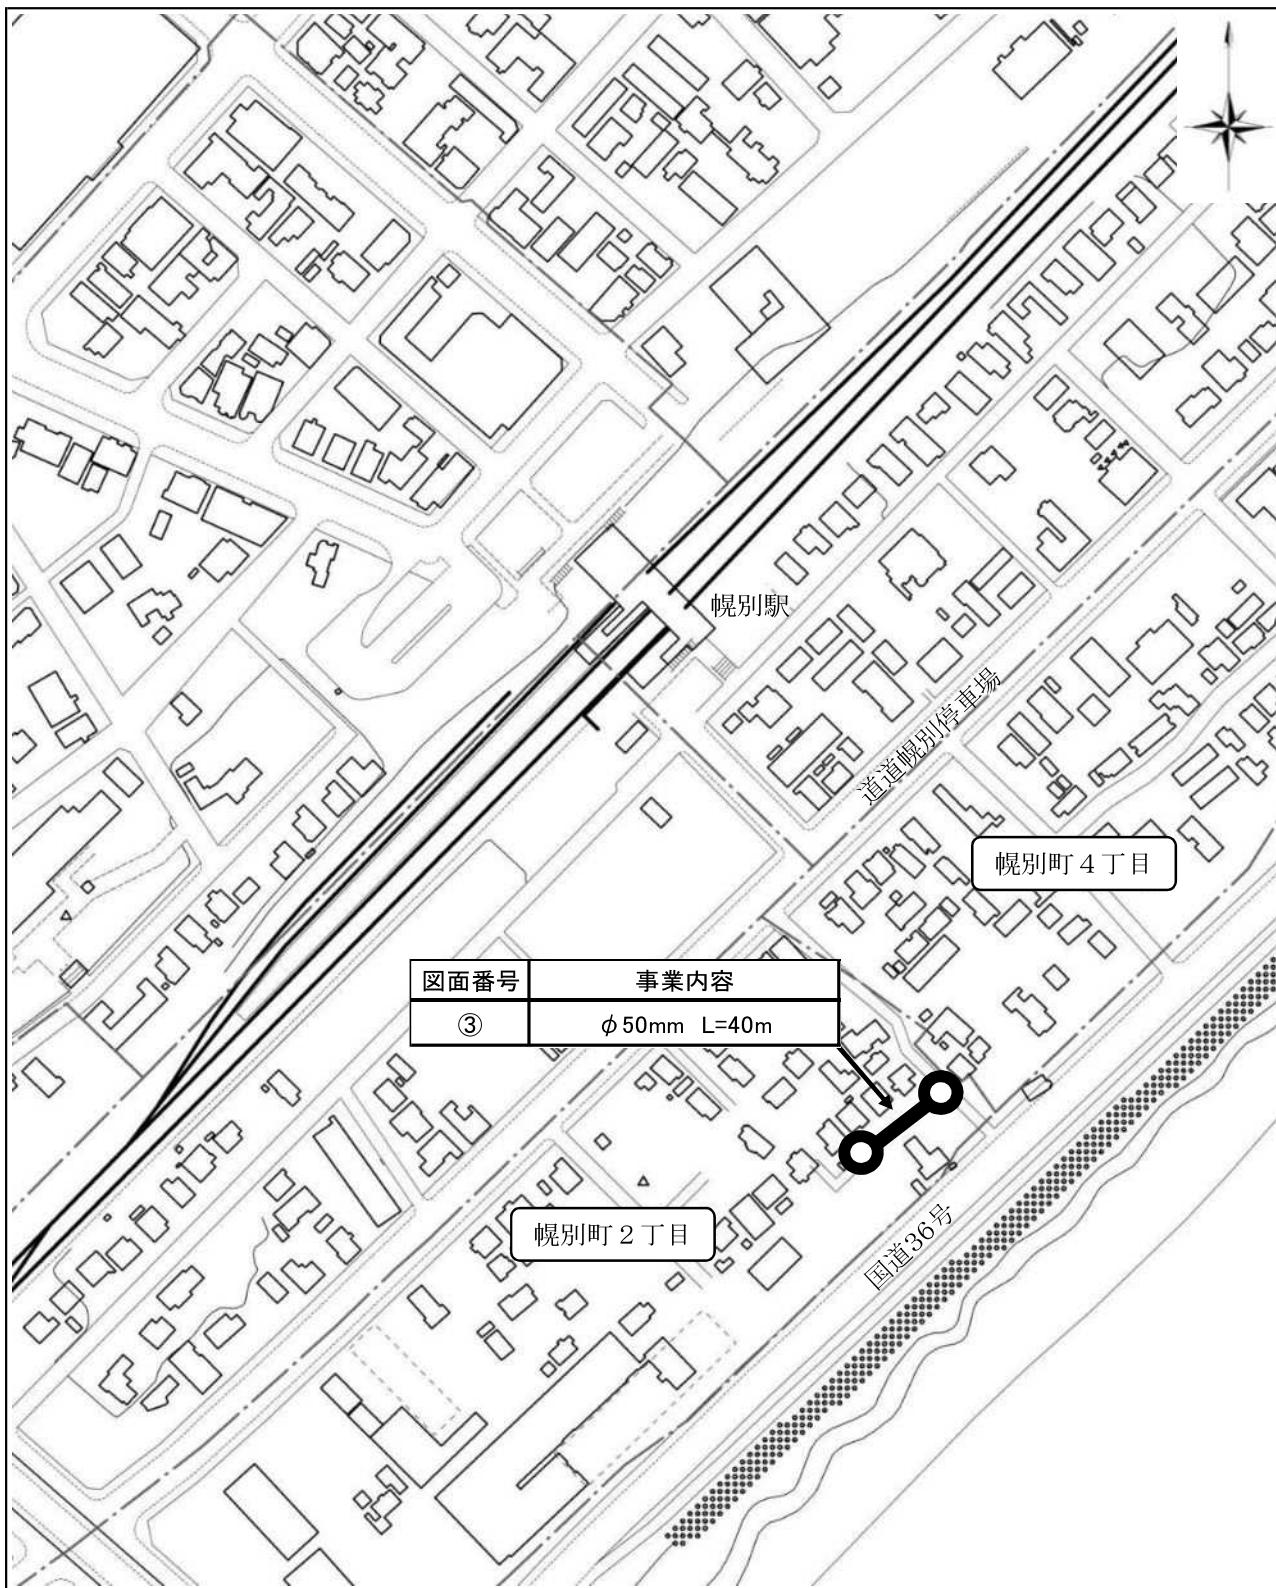 幌別駅
道道幌別停車場
幌別町４丁目
図面番号 事業内容
③ φ50mm L=40m
幌別町２丁目
国道36号